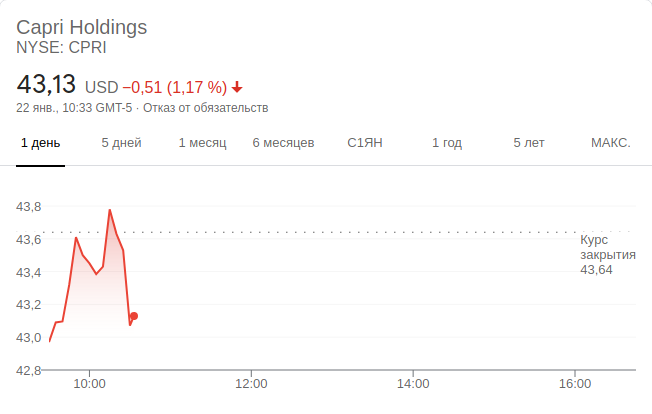 Capri Holdings
NYSE: CPRI
43,13 USD −0,51 (1,17 %)
22 янв., 10:33 GMT-5 · Отказ от обязательств
1 день 5 дней 1 месяц 6 месяцев С1ЯН 1 год 5 лет МАКС.
43,8
43,6
43,4
43,2
43,0
42,8
Курс
закрытия
43,64
10:00 12:00 14:00 16:00